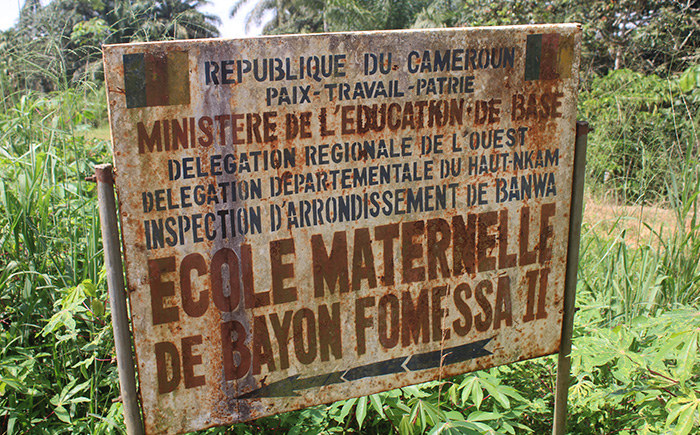 REPUBLIQUE DU CAMEROUN
PAIX-TRAVAIL-PATRIE
MINISTERE DE L'EDUCATION DE BASE
DELEGATION REGIONALE DE L'OUEST
DELEGATION DEPARTEMENTALE DU HAUT-NKAM
INSPECTION D'ARRONDISSEMENT DE BANWA
ECOLE MATERNELLE
DE BAYON FOMESSA II